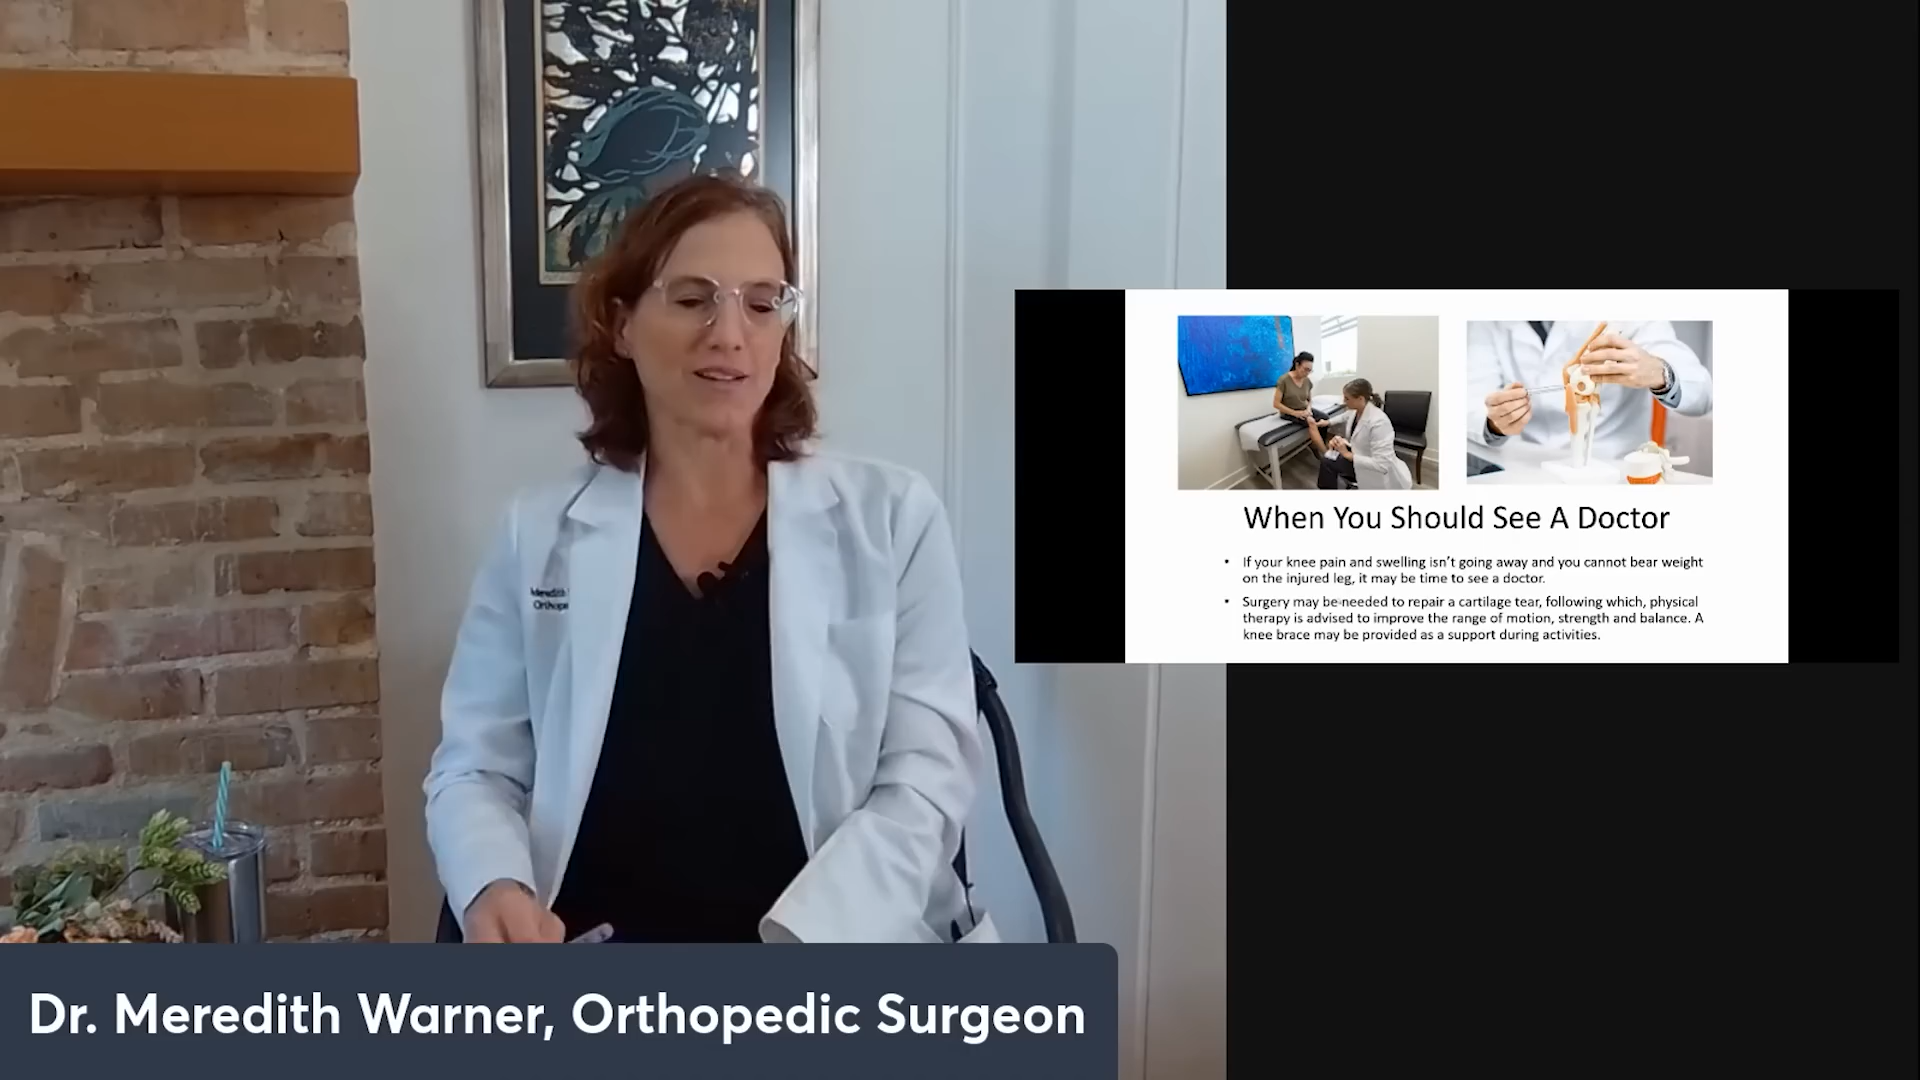 Meredith
Orthope
When You Should See A Doctor
• If your knee pain and swelling isn't going away and you cannot bear weight
on the injured leg, it may be time to see a doctor.
• Surgery may be needed to repair a cartilage tear, following which, physical
therapy is advised to improve the range of motion, strength and balance. A
knee brace may be provided as a support during activities.
Dr. Meredith Warner, Orthopedic Surgeon